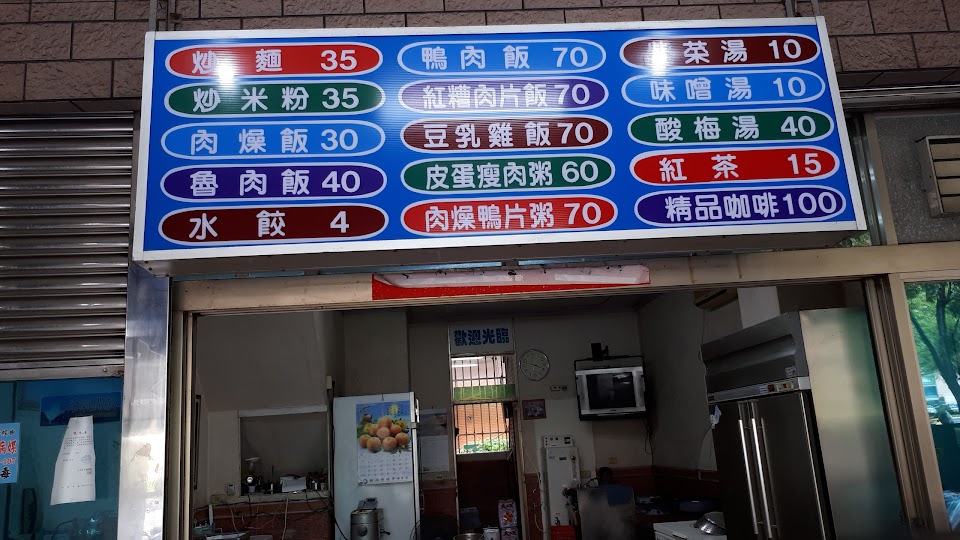 炒麵 35
炒米粉 35
肉燥飯 30
魯肉飯 40
水餃 4
鴨肉飯 70
紅糟肉片飯 70
豆乳雞飯 70
皮蛋瘦肉粥 60
肉燥鴨片粥 70
紫菜湯 10
味噌湯 10
酸梅湯 40
紅茶 15
精品咖啡 100
歡迎光臨